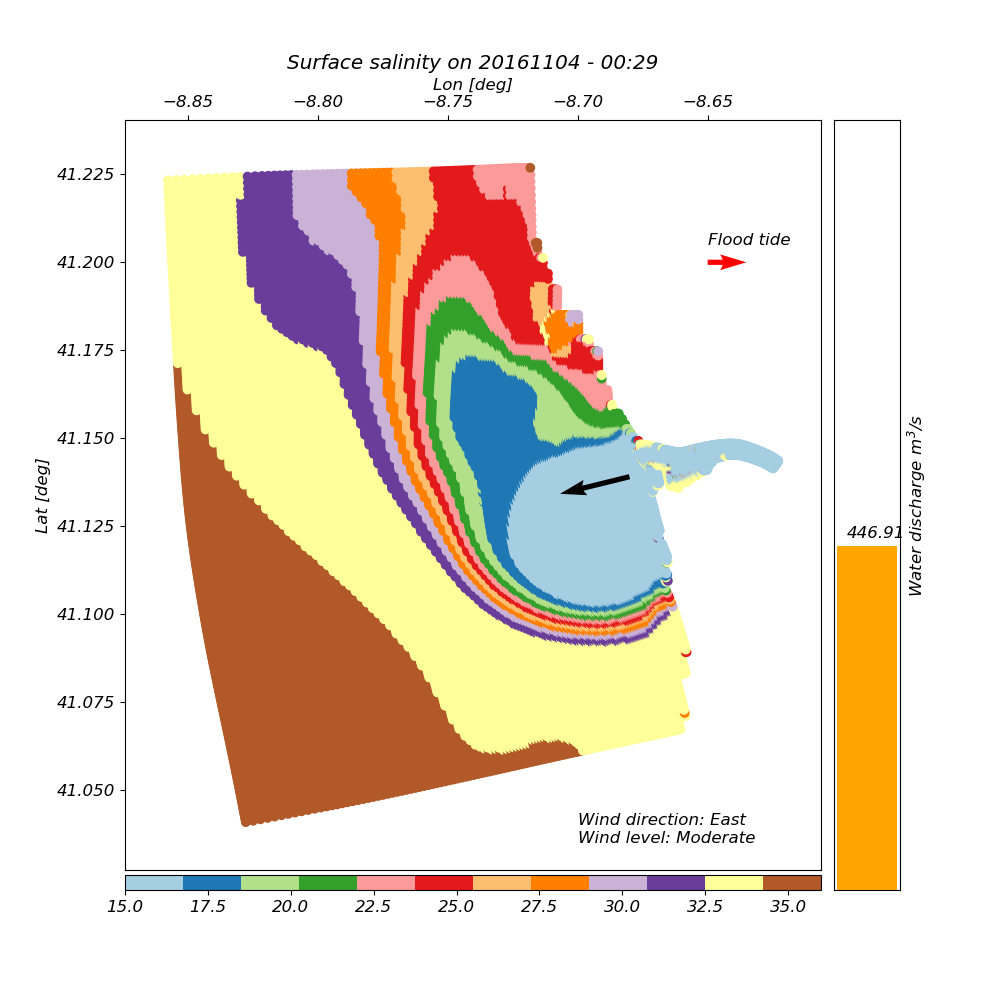 Surface salinity on 20161104 - 00:29
Lon [deg]
−8.85 −8.80 −8.75 −8.70 −8.65
41.225
41.200
41.175
41.150
41.125
41.100
41.075
41.050
Lat [deg]
Flood tide
446.91
Water discharge m³/s
Wind direction: East
Wind level: Moderate
15.0 17.5 20.0 22.5 25.0 27.5 30.0 32.5 35.0